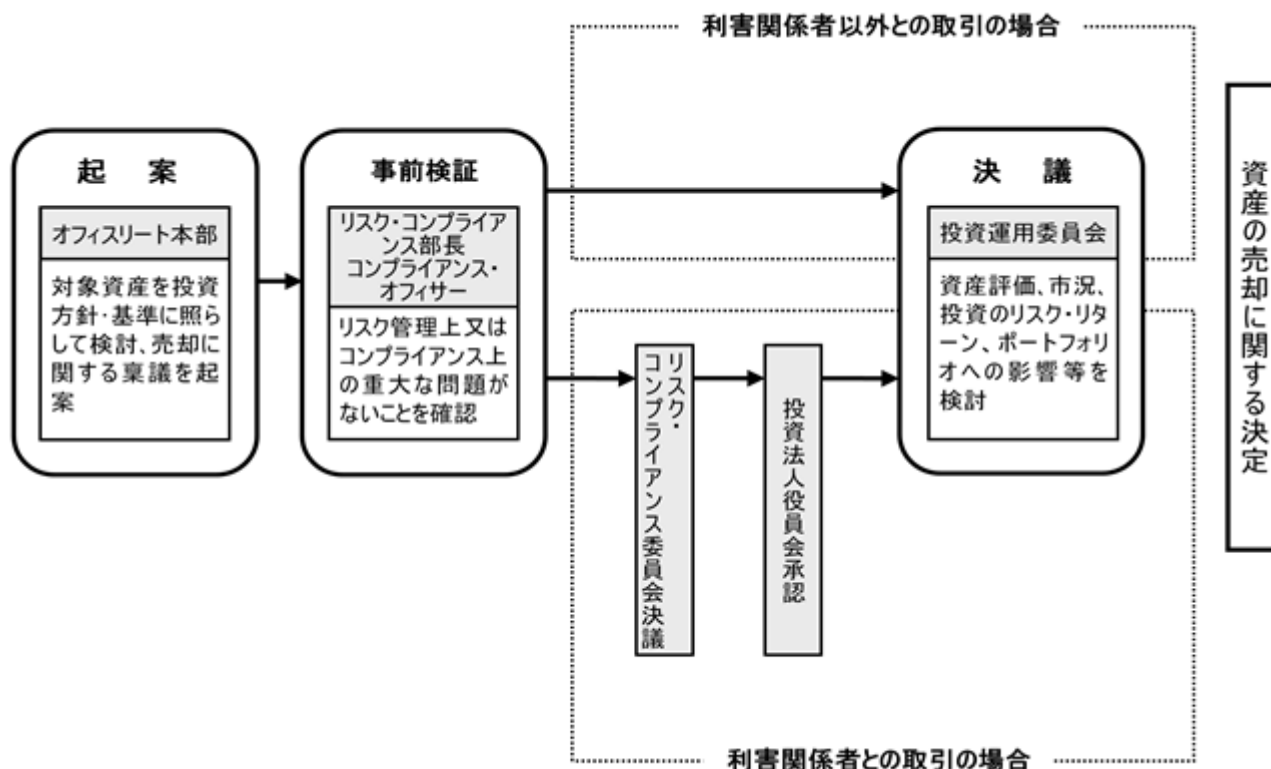 利害関係者以外との取引の場合
起　案
オフィスリート本部
対象資産を投資
方針・基準に照ら
して検討、売却に
関する稟議を起
案
事前検証
リスク・コンプライア
ンス部長
コンプライアンス・
オフィサー
リスク管理上又は
コンプライアンス上
の重大な問題が
ないことを確認
リスク・
コンプライアンス委員会決議
投資法人役員会承認
決　議
投資運用委員会
資産評価、市況、
投資のリスク・リタ
ーン、ポートフォリ
オへの影響等を
検討
資産の売却に関する決定
利害関係者との取引の場合